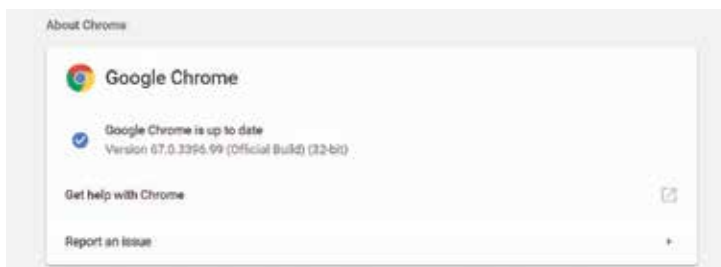 About Chrome
Google Chrome
Google Chrome is up to date
Version 67.0.3396.99 (Official Build) (32-bit)
Get help with Chrome
Report an issue